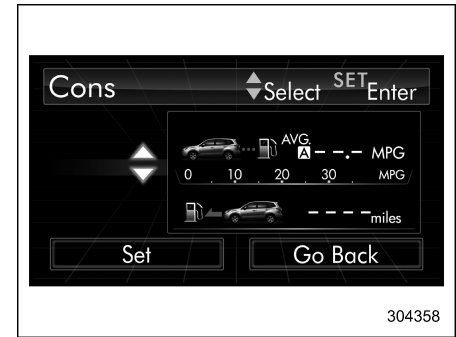 Cons Select SET Enter
AVG.
A--.- MPG
0 10 20 30 MPG
---- miles
Set Go Back
304358